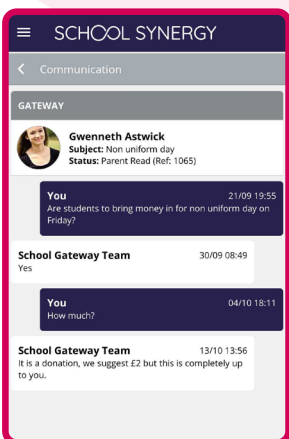 SCHOOL SYNERGY
Communication
GATEWAY
Gwenneth Astwick
Subject: Non uniform day
Status: Parent Read (Ref: 1065)
You 21/09 19:55
Are students to bring money in for non uniform day on
Friday?
School Gateway Team 30/09 08:49
Yes
You 04/10 18:11
How much?
School Gateway Team 13/10 13:56
It is a donation, we suggest £2 but this is completely up
to you.